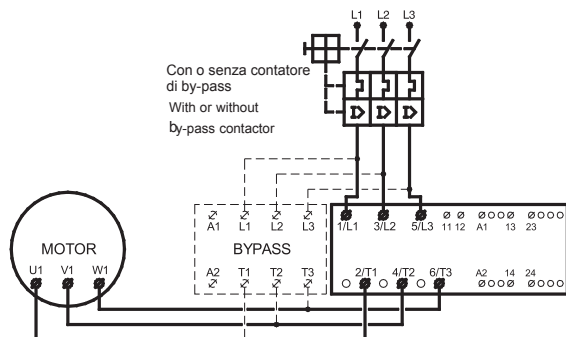 L1 L2 L3
Con o senza contatore
di by-pass
With or without
by-pass contactor
A1 L1 L2 L3
1/L1 3/L2 5/L3 11 12 A1 13 23
MOTOR
BYPASS
U1 V1 W1
A2 T1 T2 T3
2/T1 4/T2 6/T3 A2 14 24